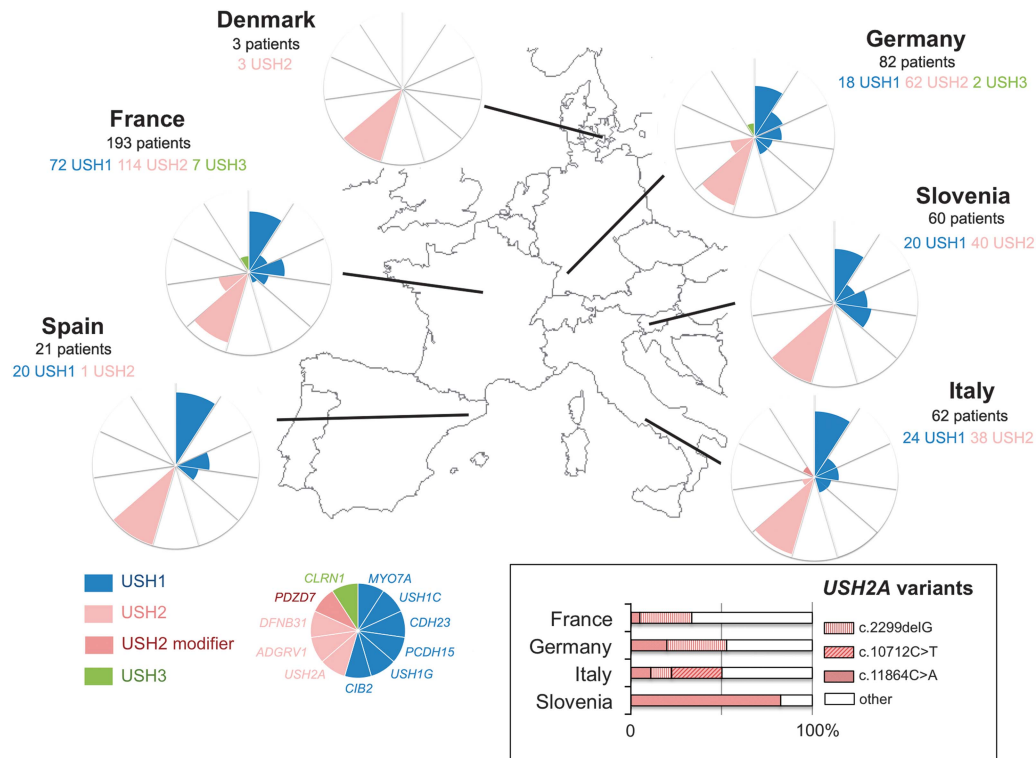 Denmark
3 patients
3 USH2
Germany
82 patients
18 USH1 62 USH2 2 USH3
France
193 patients
72 USH1 114 USH2 7 USH3
Slovenia
60 patients
20 USH1 40 USH2
Spain
21 patients
20 USH1 1 USH2
Italy
62 patients
24 USH1 38 USH2
USH1
USH2
USH2 modifier
USH3
CLRN1
MYO7A
PDZD7
USH1C
DFNB31
CDH23
ADGRV1
PCDH15
USH2A
USH1G
CIB2
USH2A variants
France
Germany
Italy
Slovenia
0
100%
c.2299delG
c.10712C>T
c.11864C>A
other